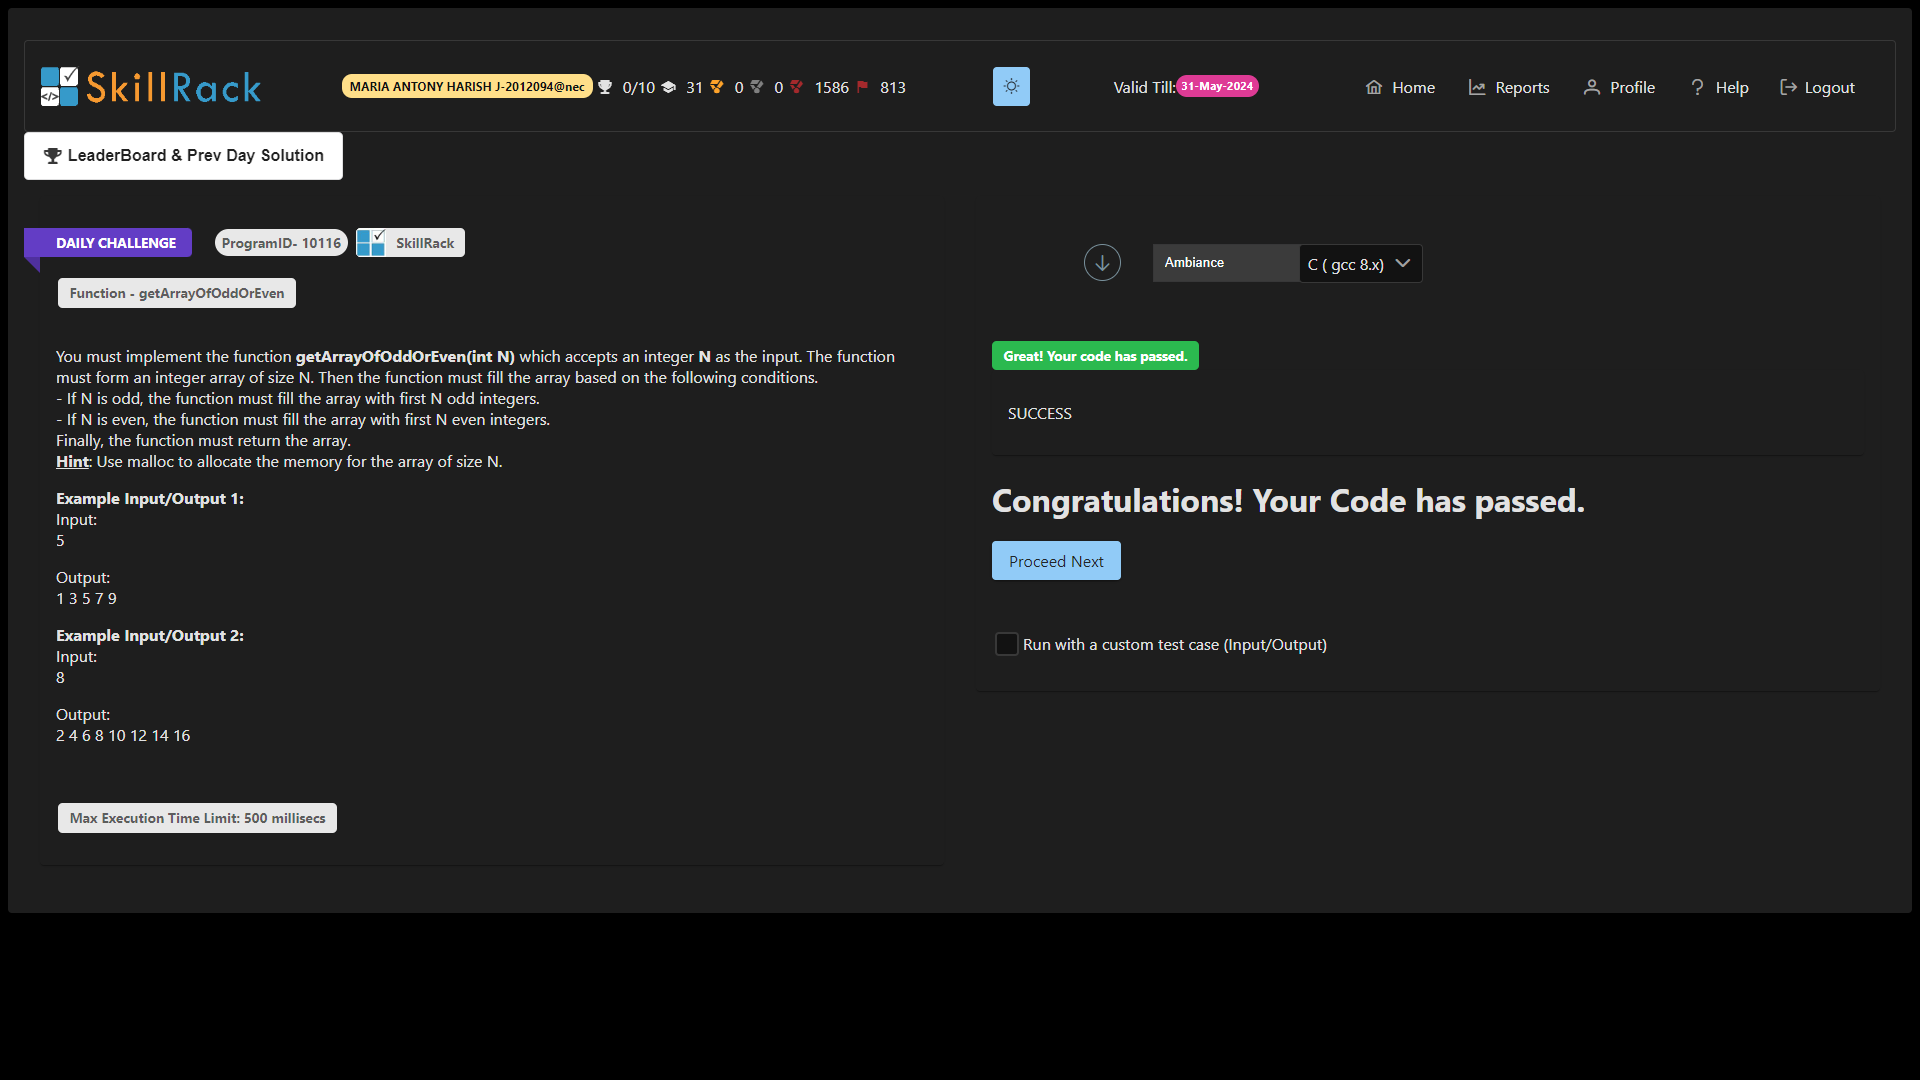 SkillRack
MARIA ANTONY HARISH J-2012094@nec 0/10 31 0 0 1586 813
Valid Till: 31-May-2024
Home Reports Profile Help Logout
LeaderBoard & Prev Day Solution
DAILY CHALLENGE ProgramID- 10116 SkillRack
Function - getArrayOfOddOrEven
You must implement the function getArrayOfOddOrEven(int N) which accepts an integer N as the input. The function
must form an integer array of size N. Then the function must fill the array based on the following conditions.
- If N is odd, the function must fill the array with first N odd integers.
- If N is even, the function must fill the array with first N even integers.
Finally, the function must return the array.
Hint: Use malloc to allocate the memory for the array of size N.
Example Input/Output 1:
Input:
5
Output:
1 3 5 7 9
Example Input/Output 2:
Input:
8
Output:
2 4 6 8 10 12 14 16
Max Execution Time Limit: 500 millisecs
Ambiance C ( gcc 8.x)
Great! Your code has passed.
SUCCESS
Congratulations! Your Code has passed.
Proceed Next
Run with a custom test case (Input/Output)